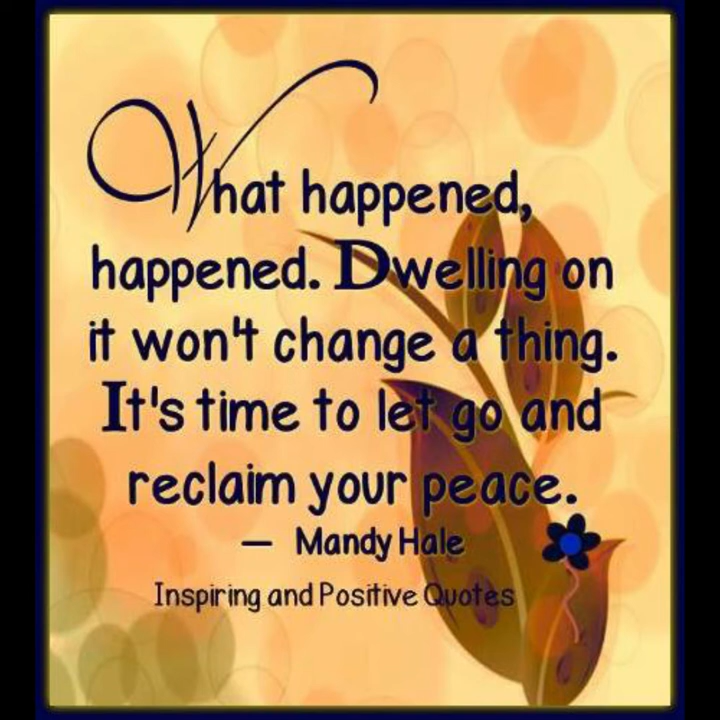 What happened,
happened. Dwelling on
it won't change a thing.
It's time to let go and
reclaim your peace.
— Mandy Hale
Inspiring and Positive Quotes